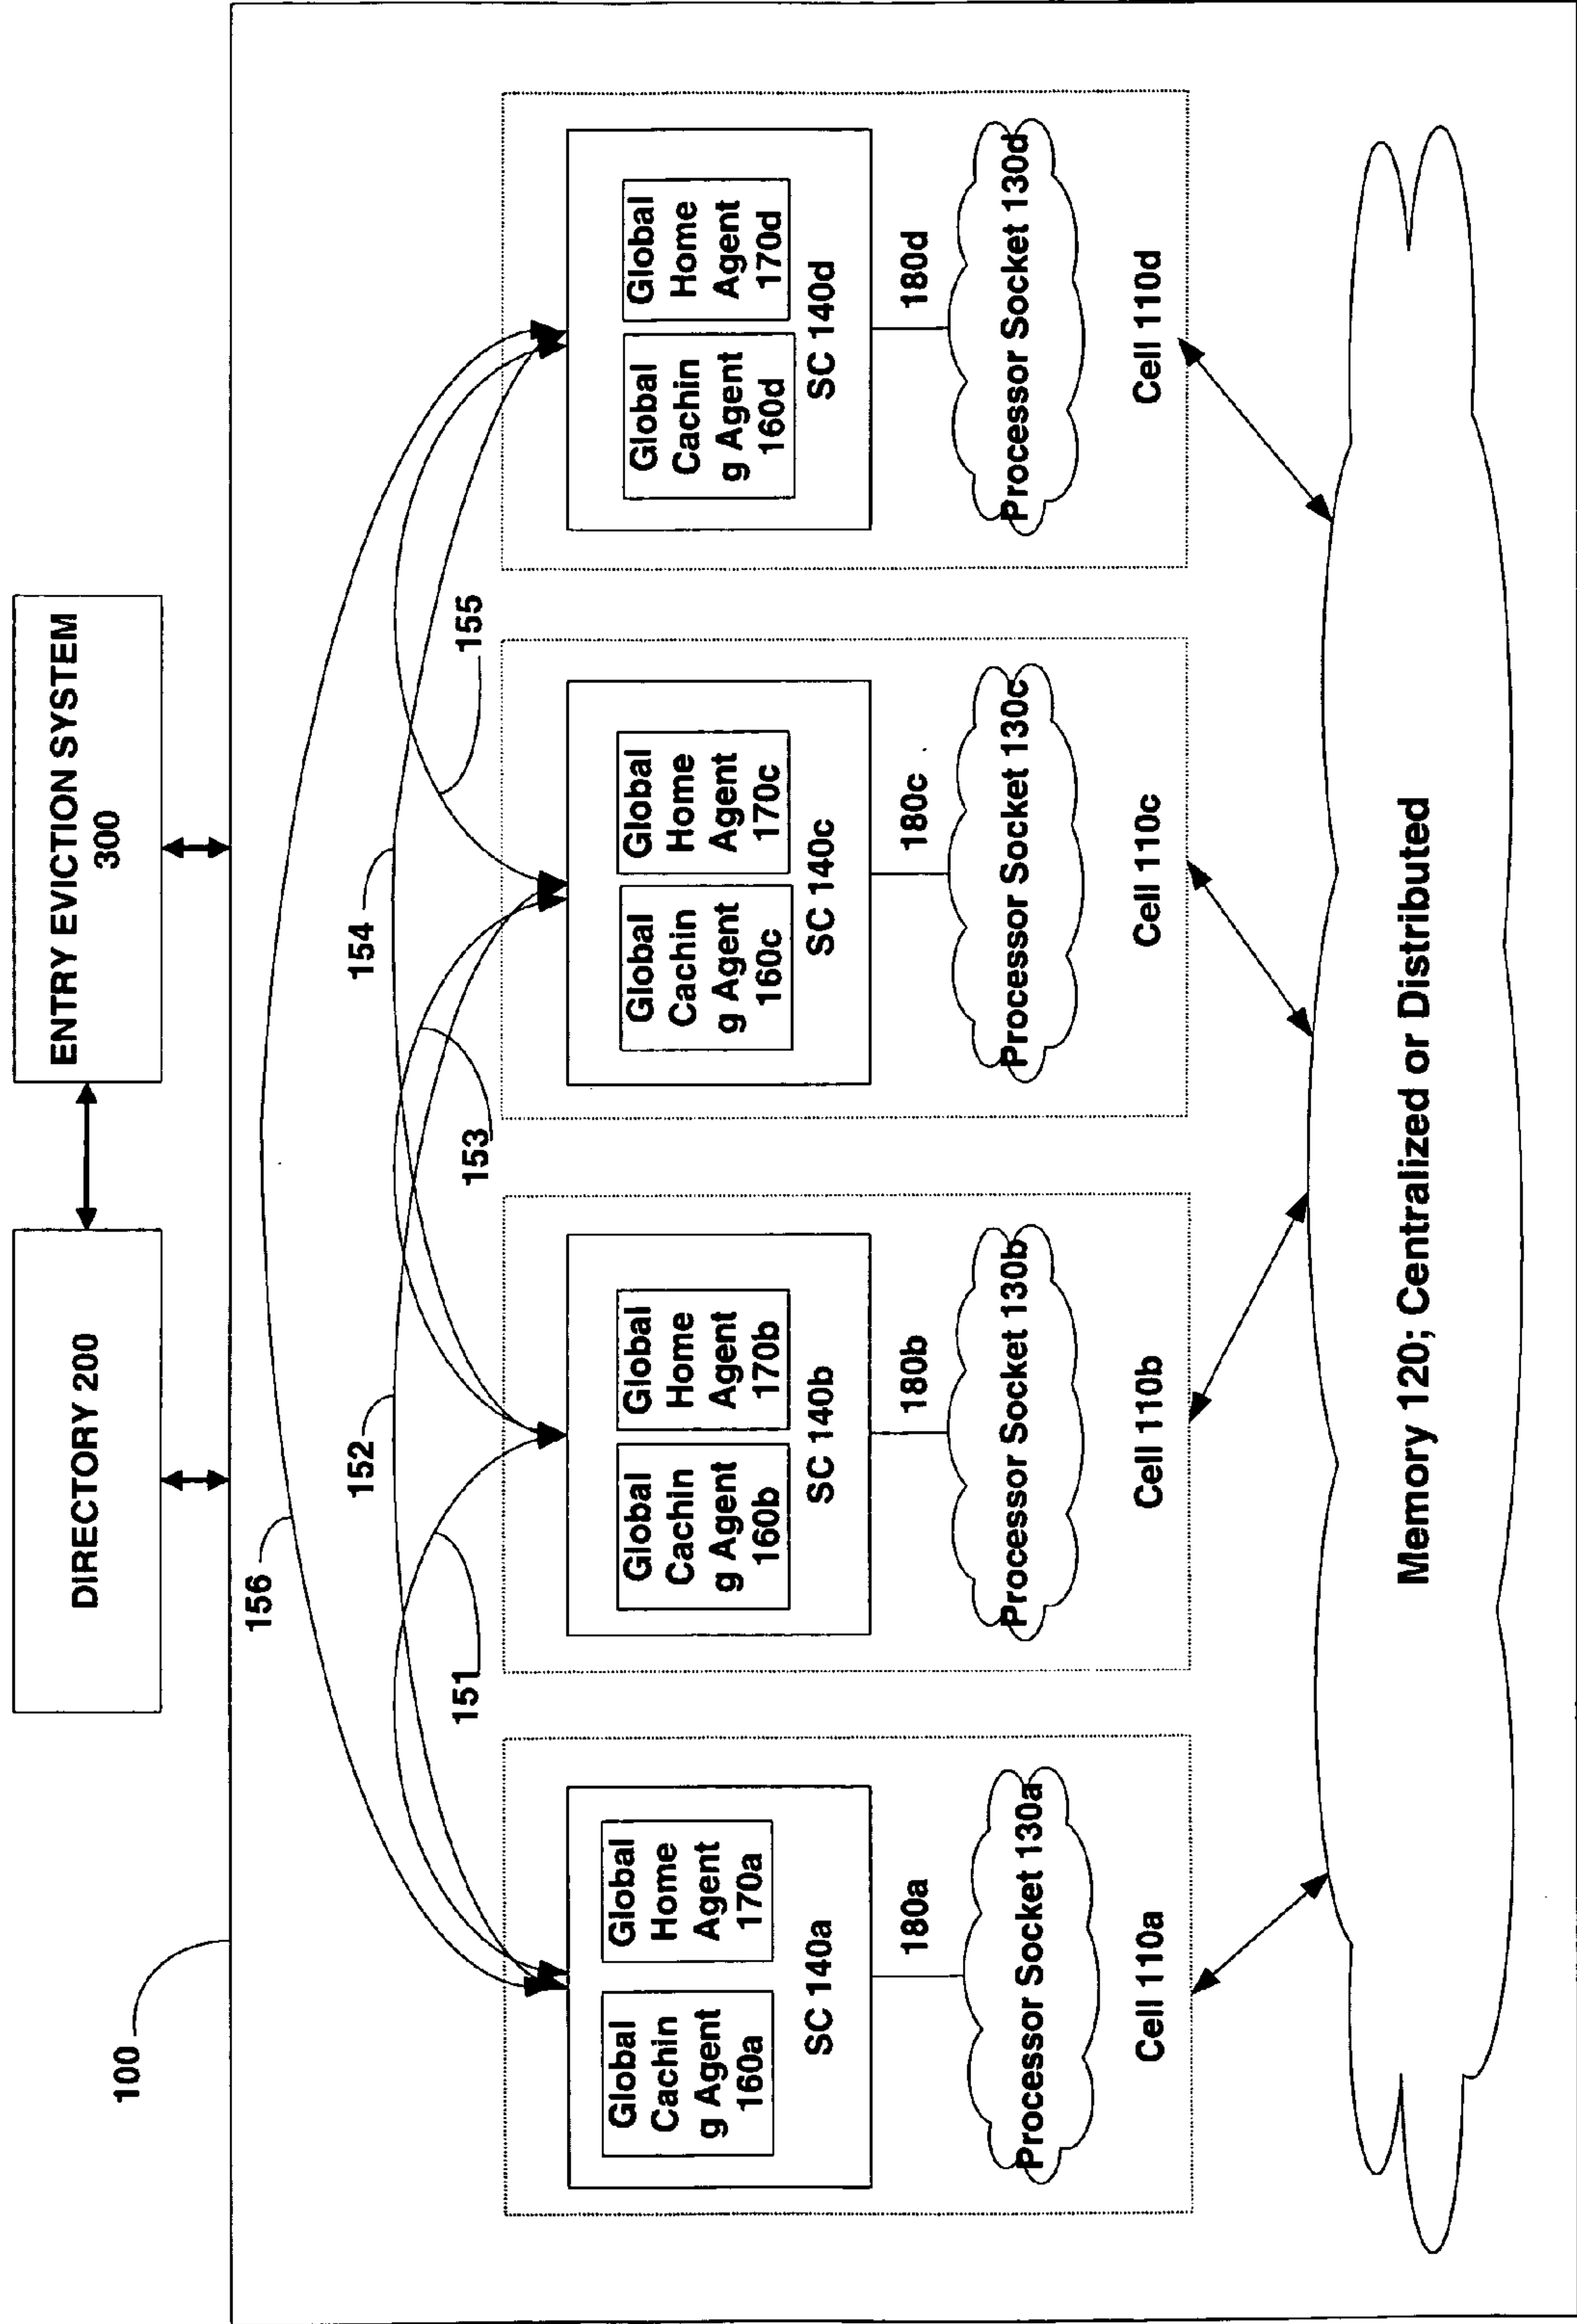 DIRECTORY 200
ENTRY EVICTION SYSTEM
300
100
156
152
154
151
153
155
Global
Cachin
g Agent
160a
Global
Home
Agent
170a
SC 140a
180a
Processor Socket 130a
Cell 110a
Global
Cachin
g Agent
160b
Global
Home
Agent
170b
SC 140b
180b
Processor Socket 130b
Cell 110b
Global
Cachin
g Agent
160c
Global
Home
Agent
170c
SC 140c
180c
Processor Socket 130c
Cell 110c
Global
Cachin
g Agent
160d
Global
Home
Agent
170d
SC 140d
180d
Processor Socket 130d
Cell 110d
Memory 120; Centralized or Distributed